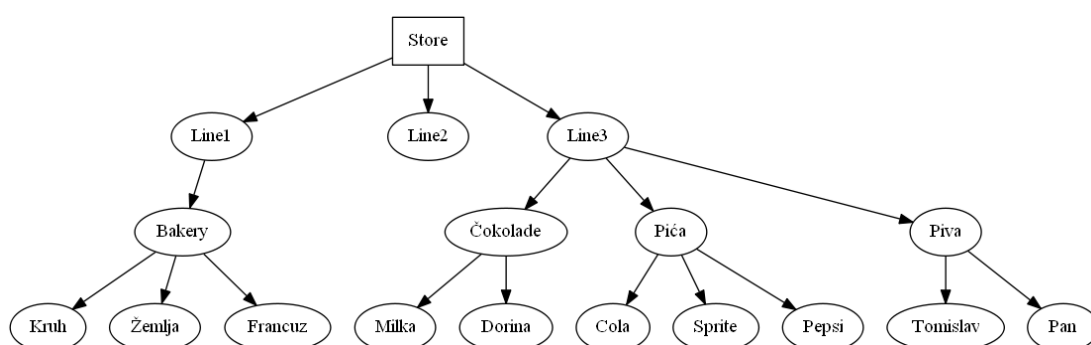 Store
Line1
Line2
Line3
Bakery
Čokolade
Pića
Piva
Kruh
Žemlja
Francuz
Milka
Dorina
Cola
Sprite
Pepsi
Tomislav
Pan